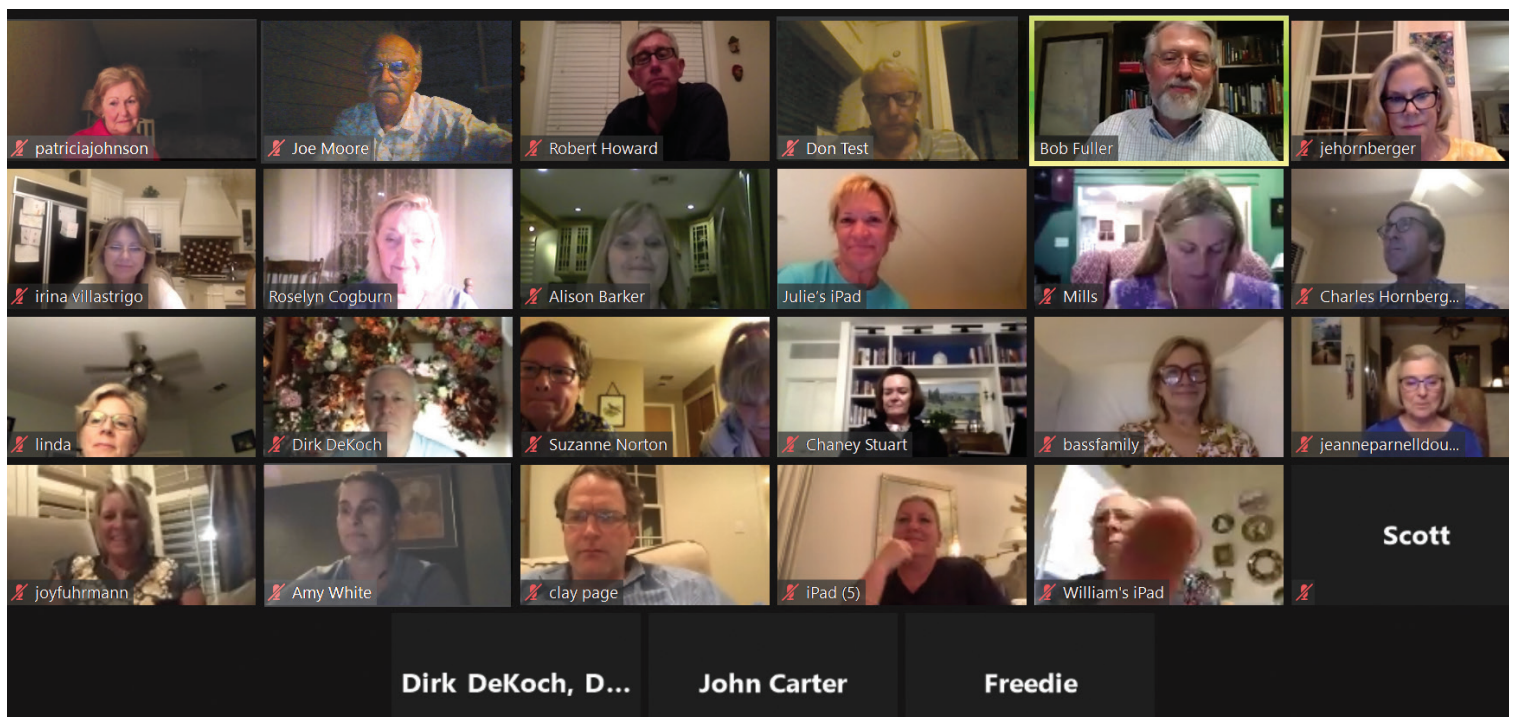 patriciajohnson
Joe Moore
Robert Howard
Don Test
Bob Fuller
jehornberger
irina villastrigo
Roselyn Cogburn
Alison Barker
Julie's iPad
Mills
Charles Hornberg...
linda
Dirk DeKoch
Suzanne Norton
Chaney Stuart
bassfamily
jeanneparnelldou...
joyfuhrmann
Amy White
clay page
iPad (5)
William's iPad
Scott
Dirk DeKoch, D...
John Carter
Freedie